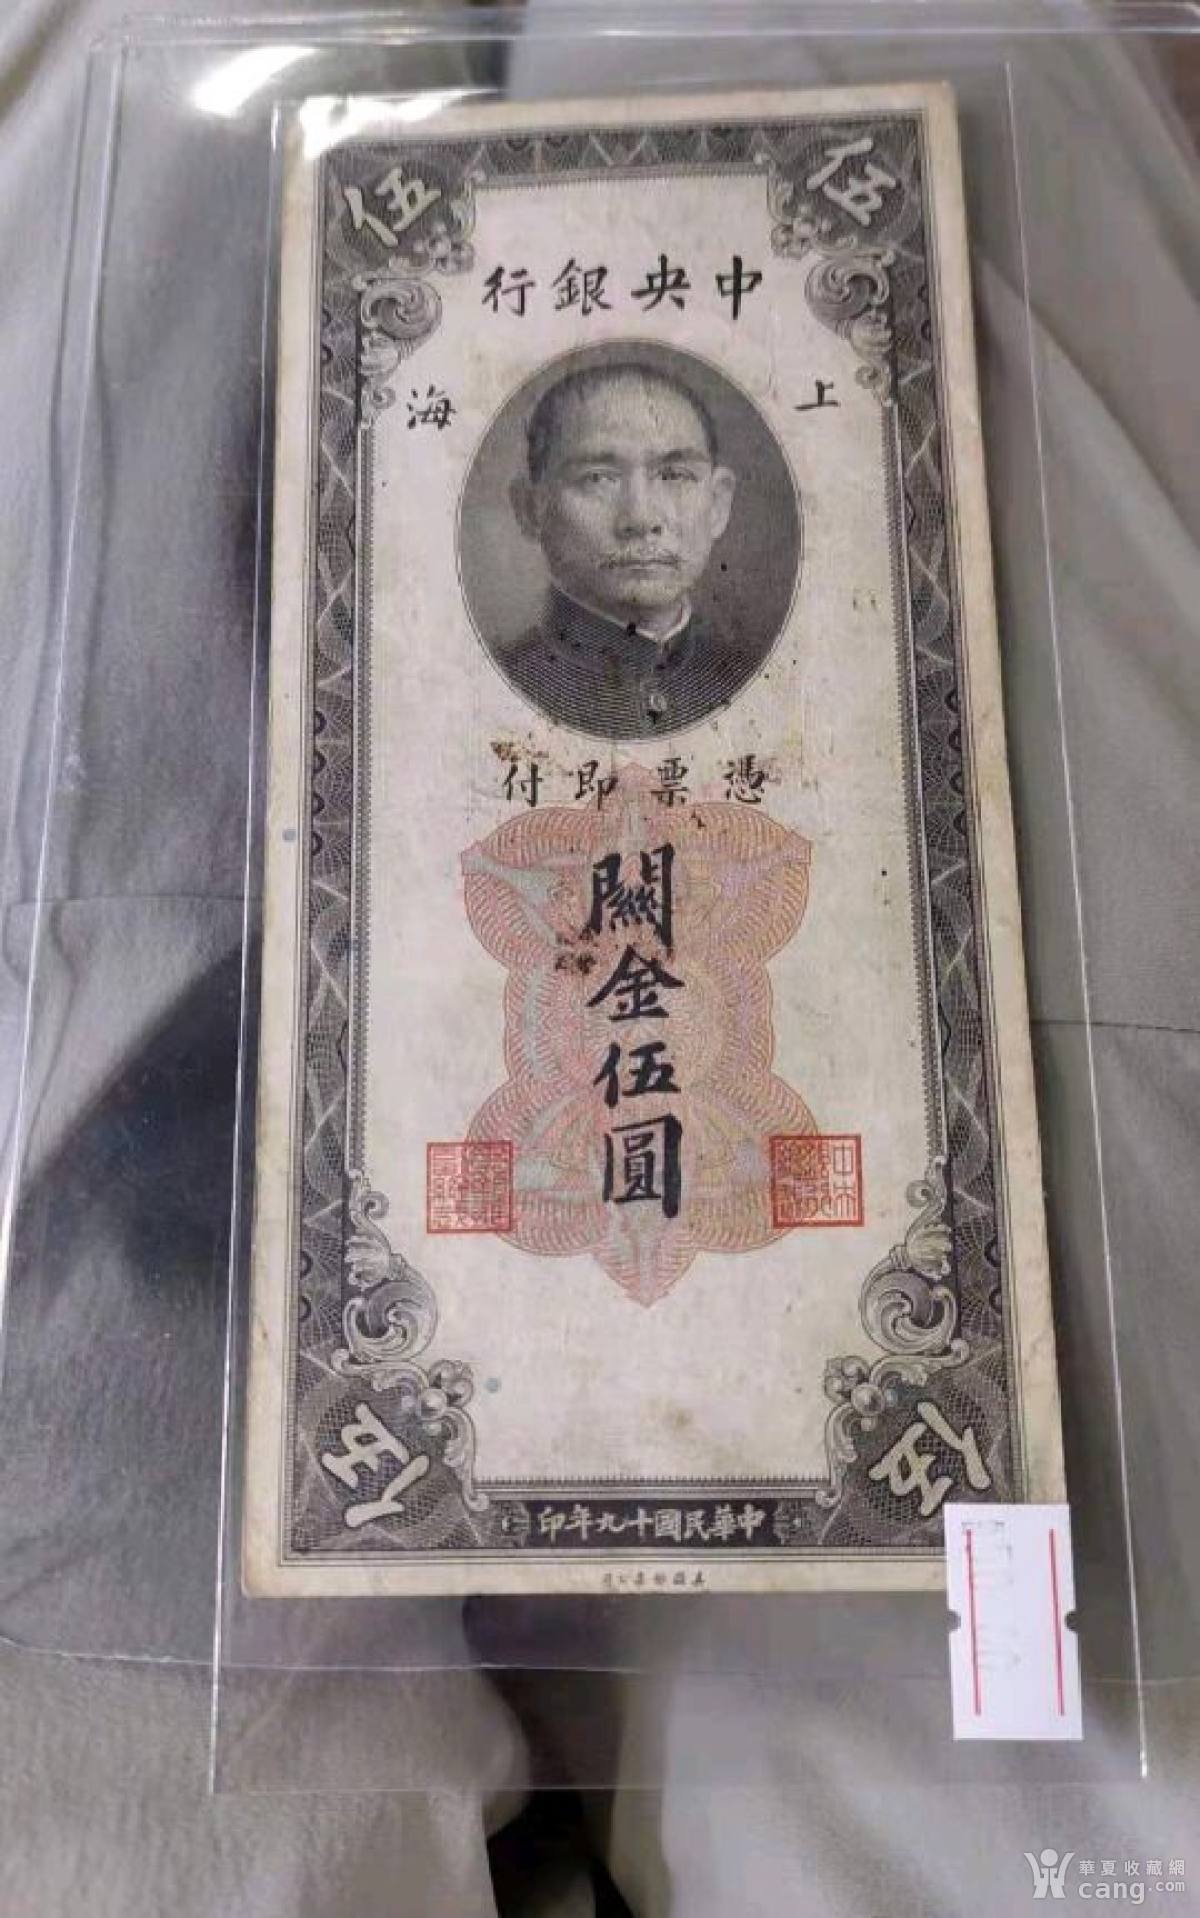 伍 伍
中央銀行
上海
憑票即付
關金伍圓
伍 伍
中華民國十九年印
華夏收藏網
cang.com